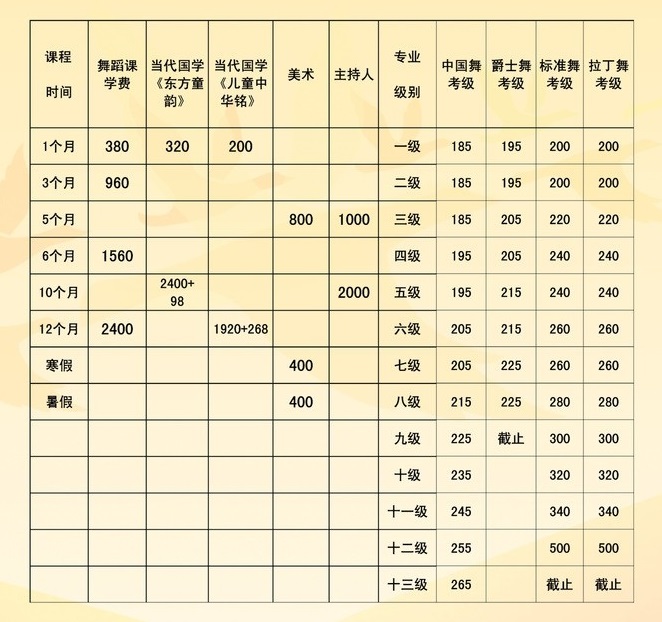 课程 时间 舞蹈课学费 当代国学《东方童韵》 当代国学《儿童中华铭》 美术 主持人 专业 级别 中国舞考级 爵士舞考级 标准舞考级 拉丁舞考级
1个月 380 320 200 一级 185 195 200 200
3个月 960 二级 185 195 200 200
5个月 800 1000 三级 185 205 220 220
6个月 1560 四级 195 205 240 240
10个月 2400+98 2000 五级 195 215 240 240
12个月 2400 1920+268 六级 205 215 260 260
寒假 400 七级 205 225 260 260
暑假 400 八级 215 225 280 280
九级 225 截止 300 300
十级 235 320 320
十一级 245 340 340
十二级 255 500 500
十三级 265 截止 截止